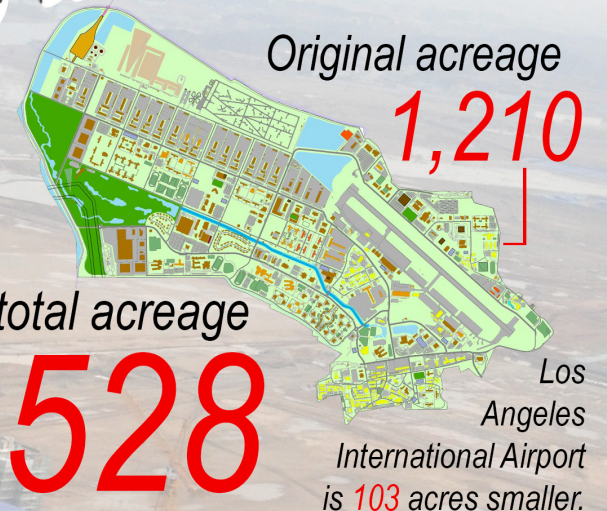 Original acreage
1,210
total acreage
528
Los
Angeles
International Airport
is 103 acres smaller.